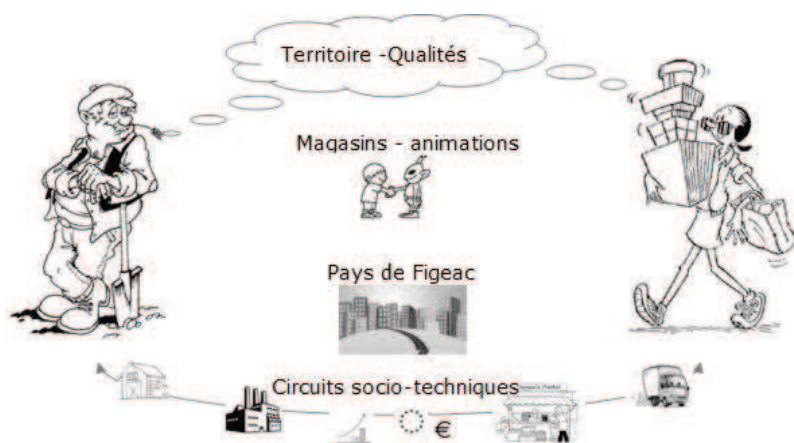 Territoire -Qualités
Magasins - animations
Pays de Figeac
Circuits socio-techniques
€